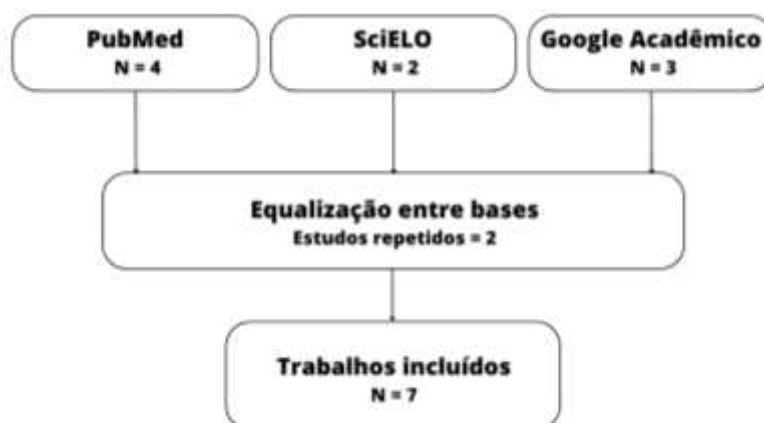 PubMed
N = 4
SciELO
N = 2
Google Acadêmico
N = 3
Equalização entre bases
Estudos repetidos = 2
Trabalhos incluídos
N = 7